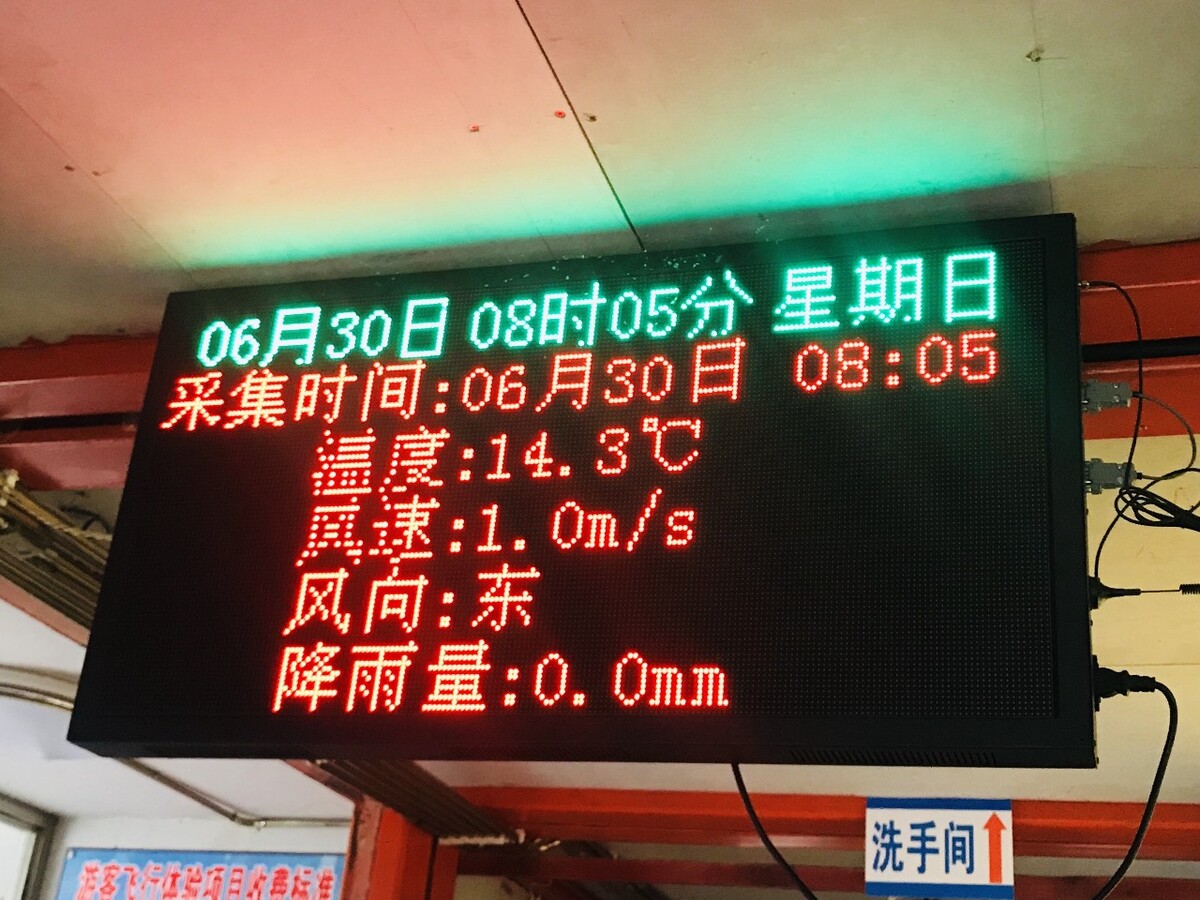 06月30日 08时05分 星期日
采集时间:06月30日 08:05
温度:14.3℃
风速:1.0m/s
风向:东
降雨量:0.0mm
洗手间↑
游客飞行体验项目收费标准